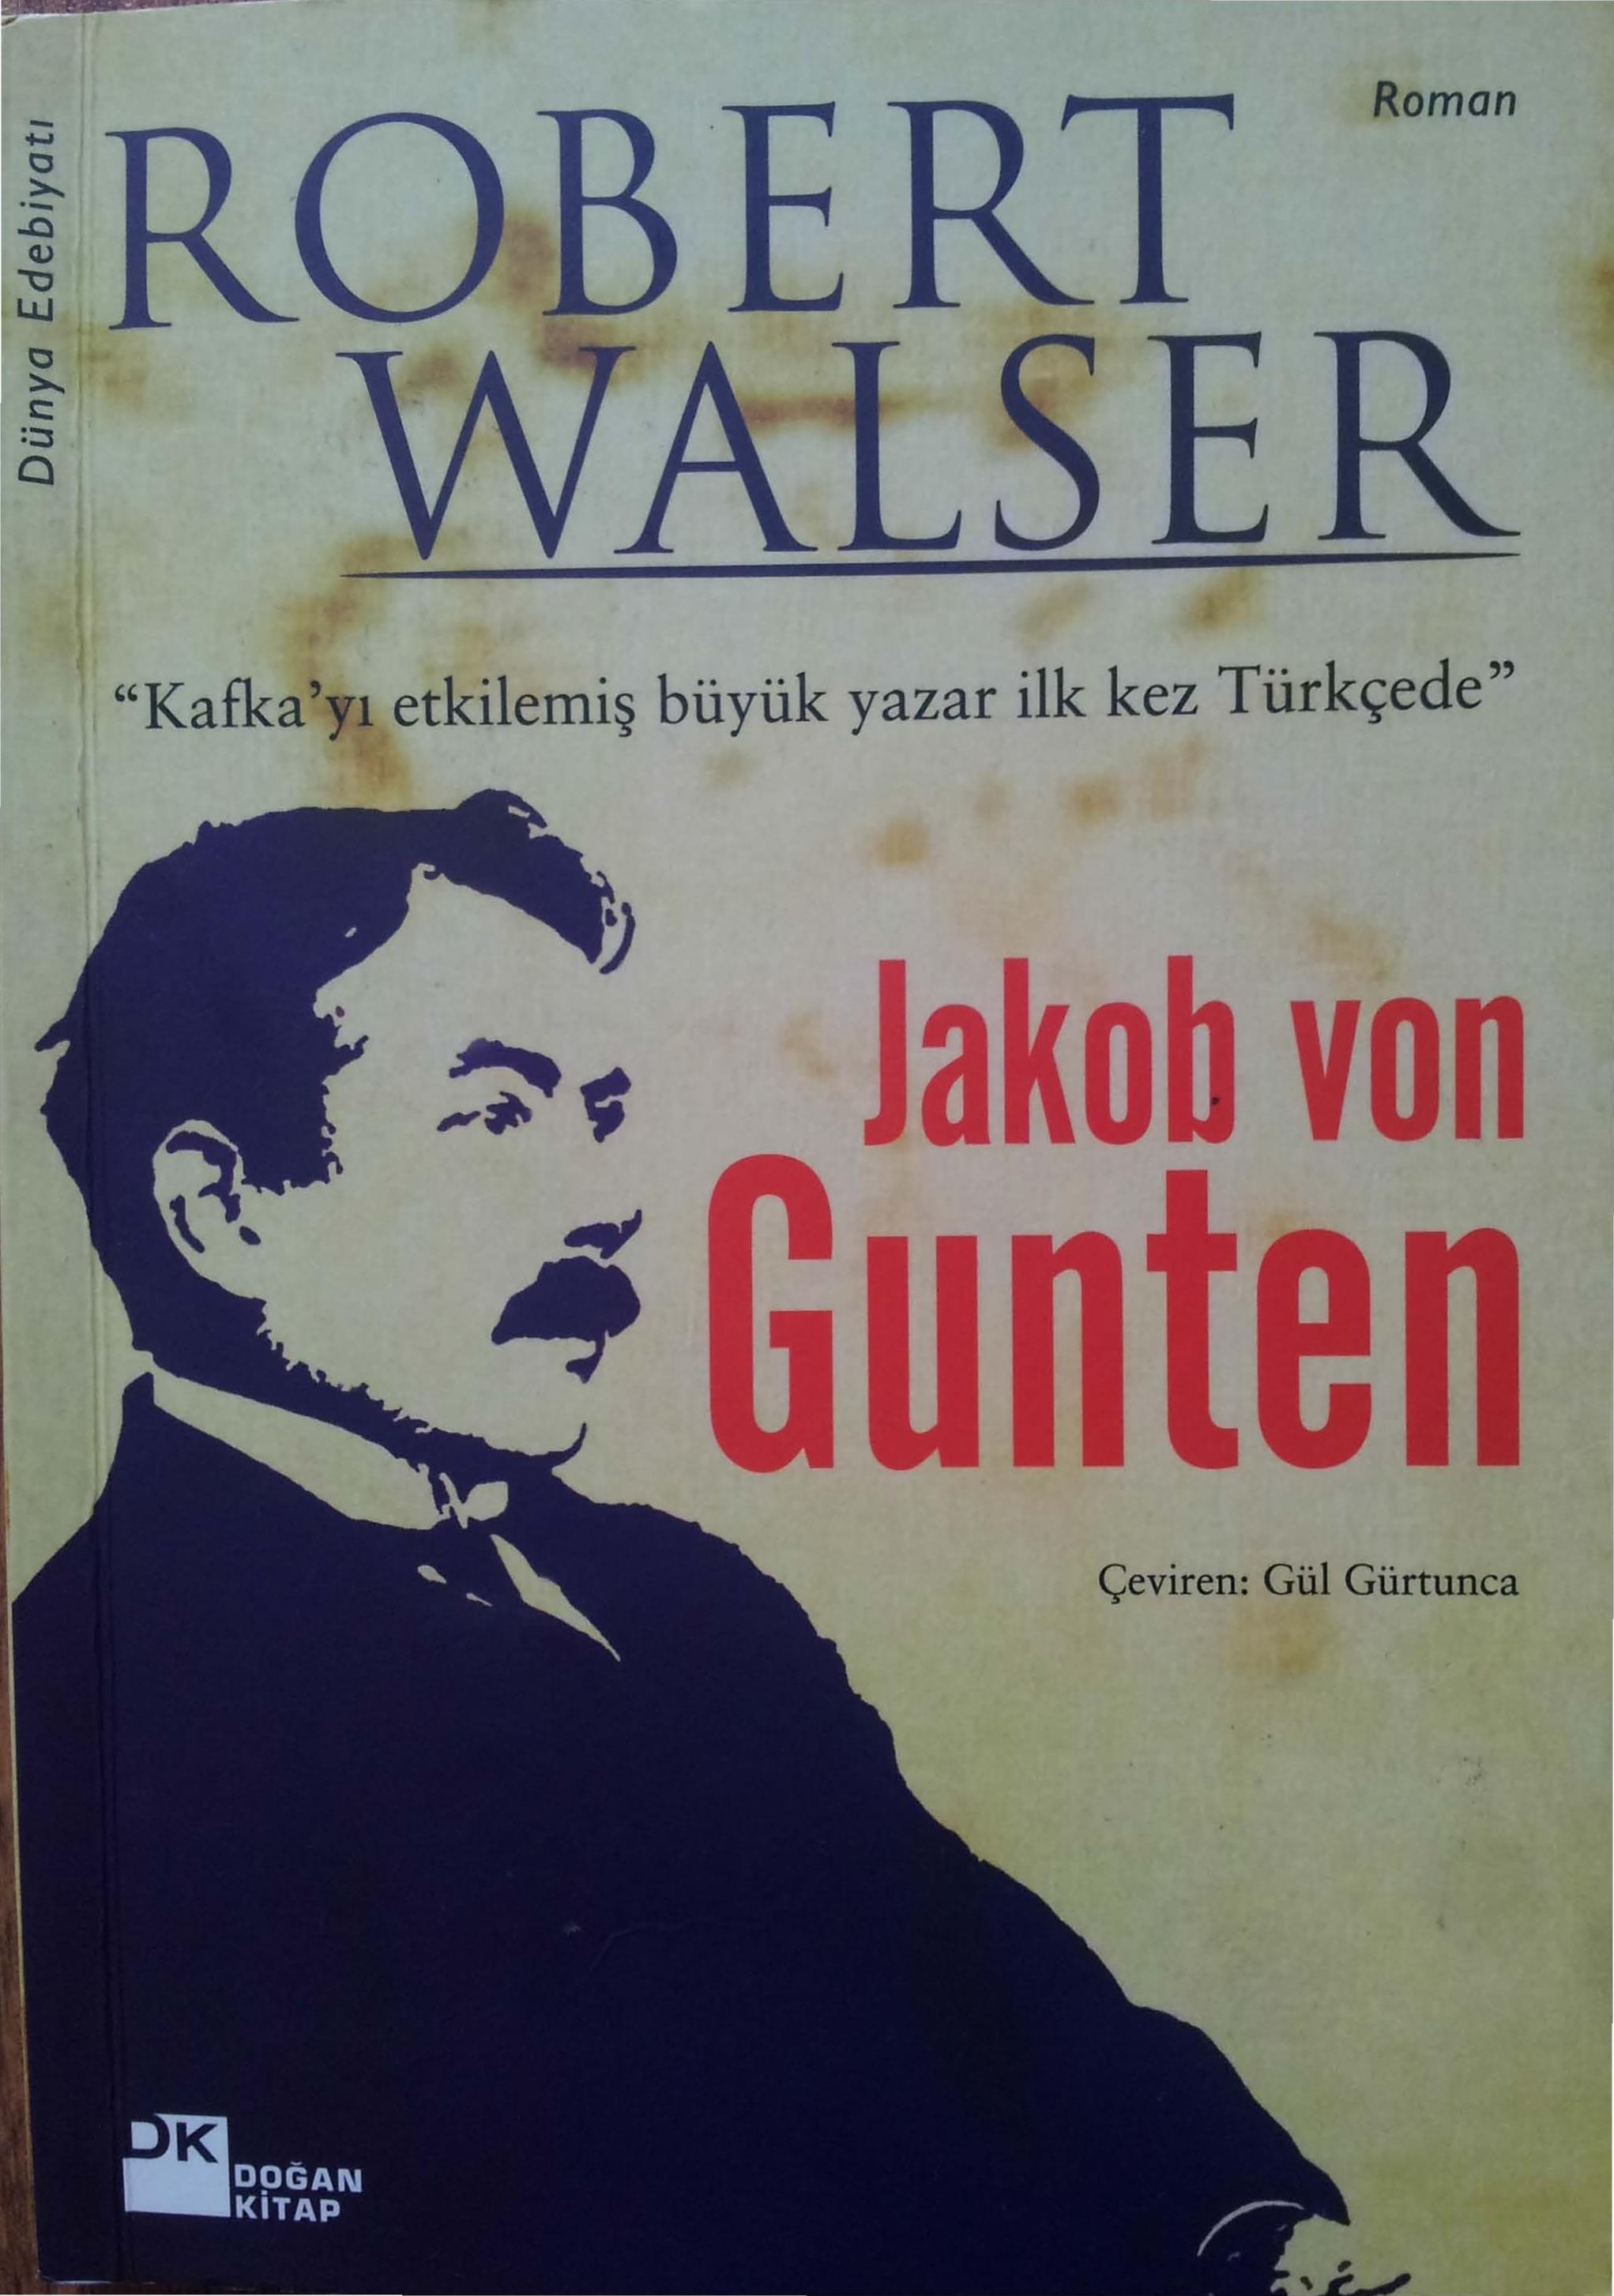 Dünya Edebiyatı
Roman
ROBERT
WALSER
“Kafka’yı etkilemiş büyük yazar ilk kez Türkçede”
Jakob von
Gunten
Çeviren: Gül Gürtunca
DK
DOĞAN
KİTAP